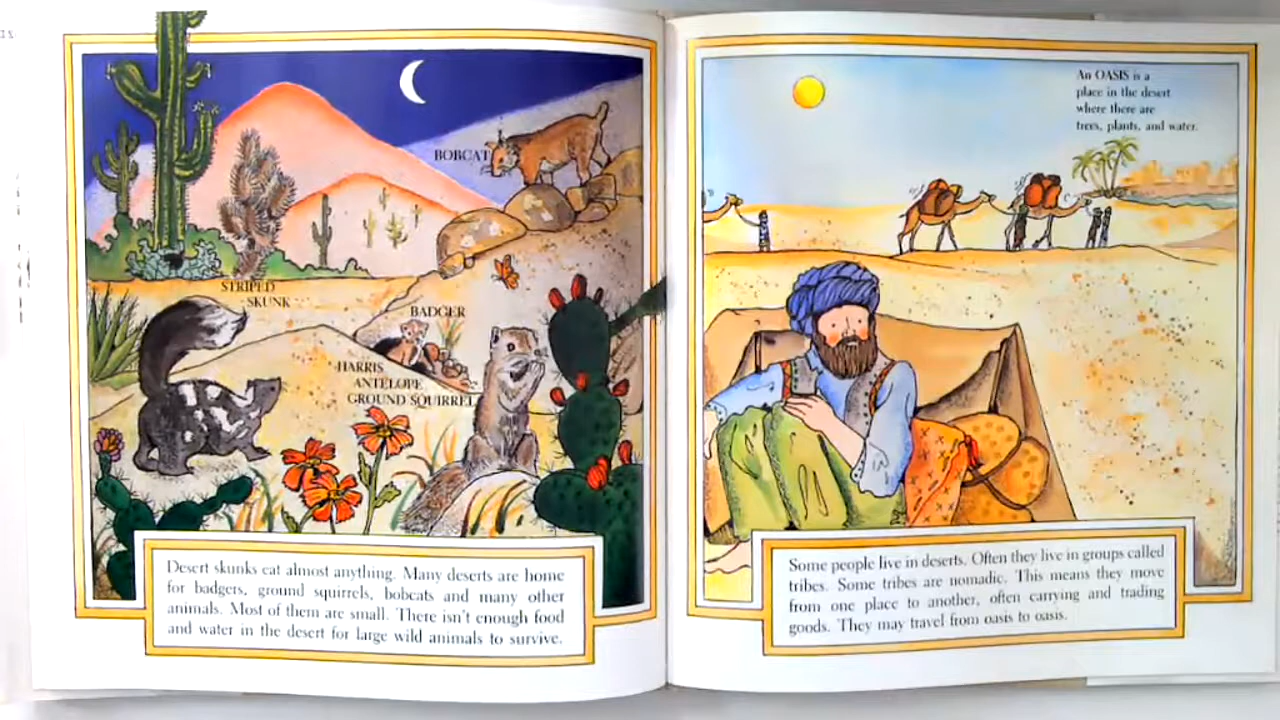 BOBCAT
STRIPED
SKUNK
BADGER
HARRIS
ANTELOPE
GROUND SQUIRREL
Desert skunks eat almost anything. Many deserts are home
for badgers, ground squirrels, bobcats and many other
animals. Most of them are small. There isn't enough food
and water in the desert for large wild animals to survive.
An OASIS is a
place in the desert
where there are
trees, plants, and water.
Some people live in deserts. Often they live in groups called
tribes. Some tribes are nomadic. This means they move
from one place to another, often carrying and trading
goods. They may travel from oasis to oasis.